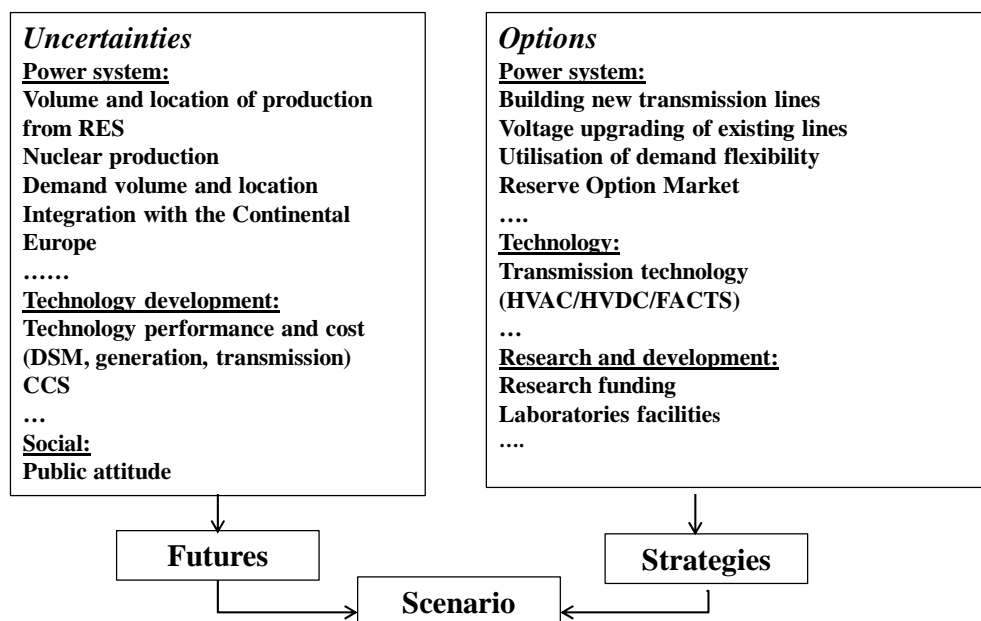 Uncertainties
Power system:
Volume and location of production
from RES
Nuclear production
Demand volume and location
Integration with the Continental
Europe
......
Technology development:
Technology performance and cost
(DSM, generation, transmission)
CCS
...
Social:
Public attitude
Options
Power system:
Building new transmission lines
Voltage upgrading of existing lines
Utilisation of demand flexibility
Reserve Option Market
....
Technology:
Transmission technology
(HVAC/HVDC/FACTS)
...
Research and development:
Research funding
Laboratories facilities
....
Futures
Strategies
Scenario